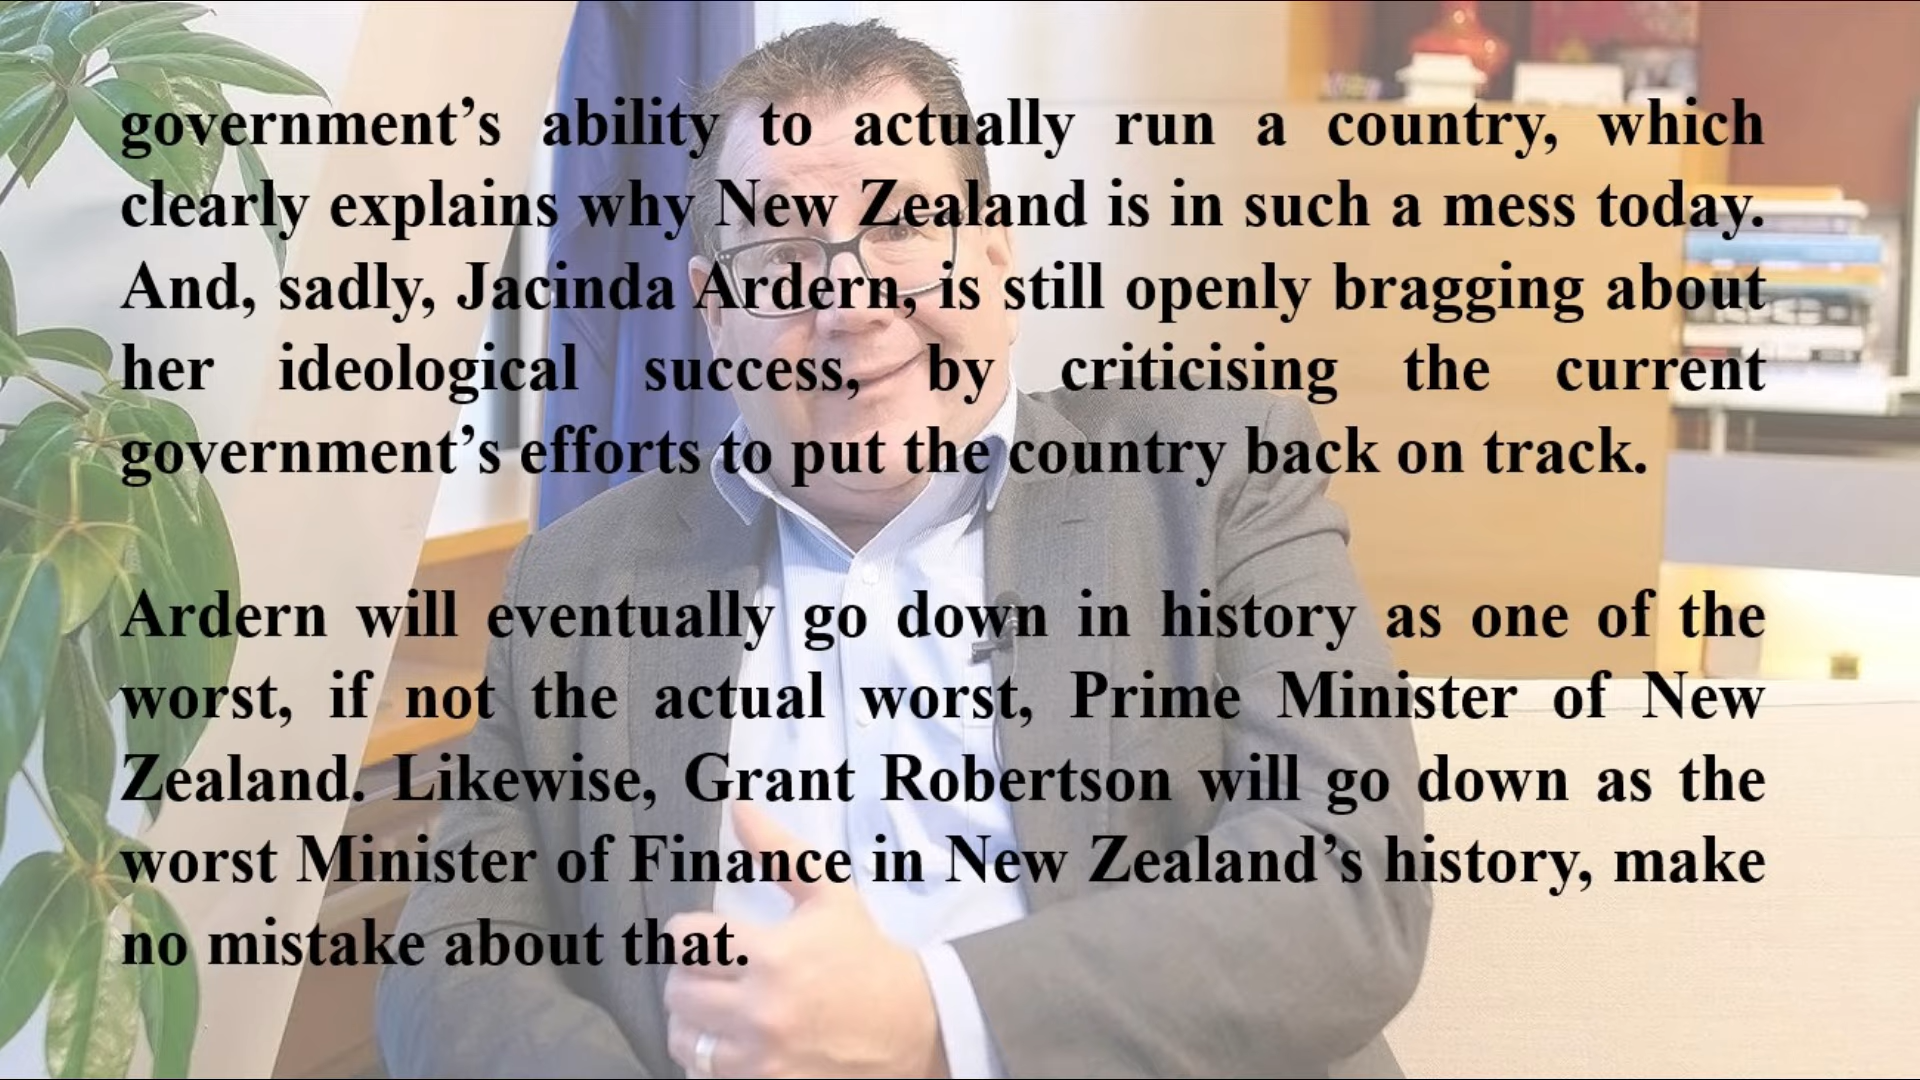 government’s ability to actually run a country, which
clearly explains why New Zealand is in such a mess today.
And, sadly, Jacinda Ardern, is still openly bragging about
her ideological success, by criticising the current
government’s efforts to put the country back on track.
Ardern will eventually go down in history as one of the
worst, if not the actual worst, Prime Minister of New
Zealand. Likewise, Grant Robertson will go down as the
worst Minister of Finance in New Zealand’s history, make
no mistake about that.